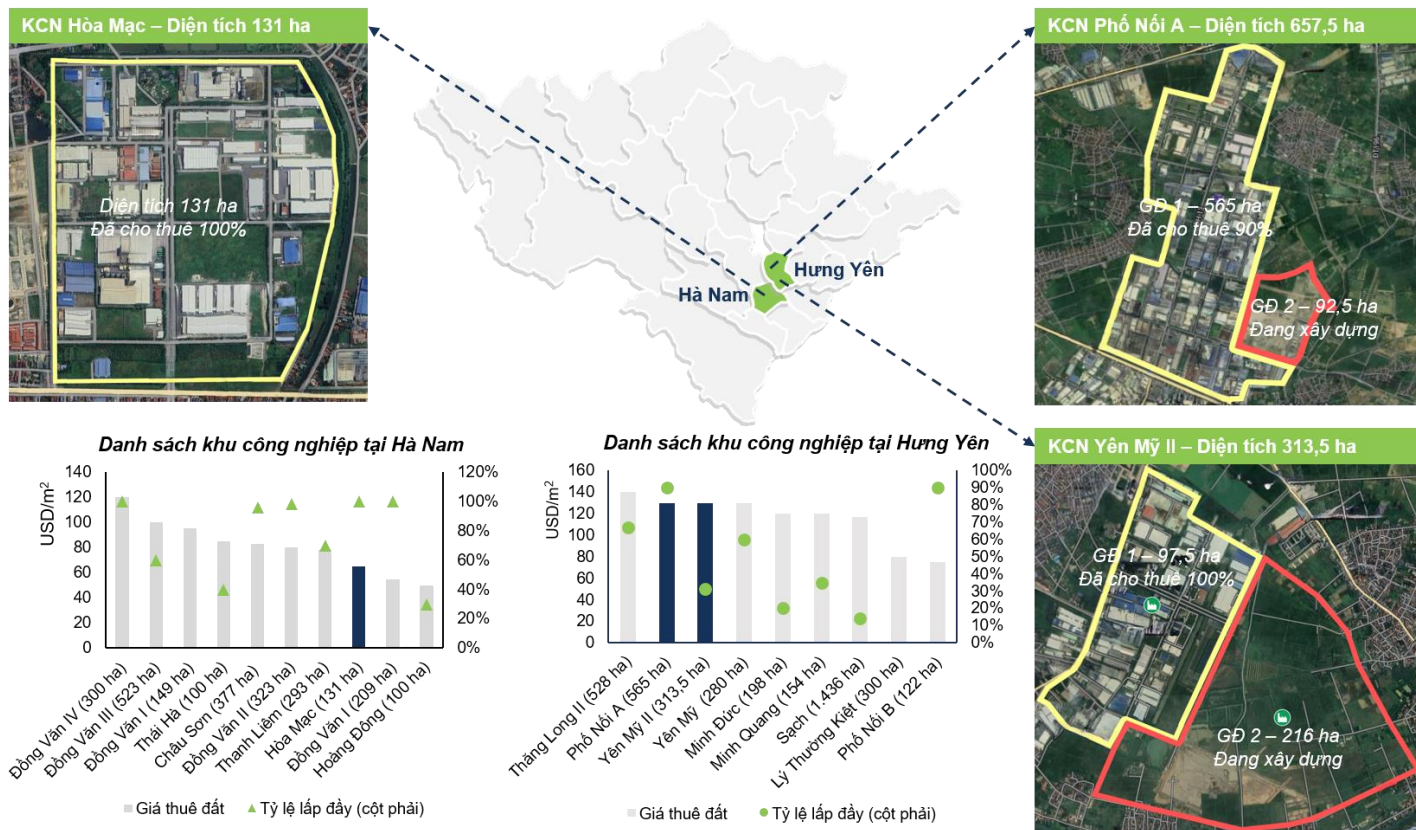 KCN Hòa Mạc – Diện tích 131 ha
Diện tích 131 ha
Đã cho thuê 100%
Hưng Yên
Hà Nam
KCN Phố Nối A – Diện tích 657,5 ha
GĐ 1 – 565 ha
Đã cho thuê 90%
GĐ 2 – 92,5 ha
Đang xây dựng
Danh sách khu công nghiệp tại Hà Nam
USD/m²
140
120
100
80
60
40
20
0
120%
100%
80%
60%
40%
20%
0%
Đồng Văn IV (300 ha)
Đồng Văn III (523 ha)
Đồng Văn I (149 ha)
Thái Hà (100 ha)
Châu Sơn (377 ha)
Đồng Văn II (323 ha)
Thanh Liêm (293 ha)
Hòa Mạc (131 ha)
Đồng Văn I (209 ha)
Hoàng Đông (100 ha)
Giá thuê đất
Tỷ lệ lấp đầy (cột phải)
Danh sách khu công nghiệp tại Hưng Yên
USD/m²
160
140
120
100
80
60
40
20
0
100%
90%
80%
70%
60%
50%
40%
30%
20%
10%
0%
Thăng Long II (528 ha)
Phố Nối A (565 ha)
Yên Mỹ II (313,5 ha)
Yên Mỹ (280 ha)
Minh Đức (198 ha)
Minh Quang (154 ha)
Sạch (1.436 ha)
Lý Thường Kiệt (300 ha)
Phố Nối B (122 ha)
Giá thuê đất
Tỷ lệ lấp đầy (cột phải)
KCN Yên Mỹ II – Diện tích 313,5 ha
GĐ 1 – 97,5 ha
Đã cho thuê 100%
GĐ 2 – 216 ha
Đang xây dựng